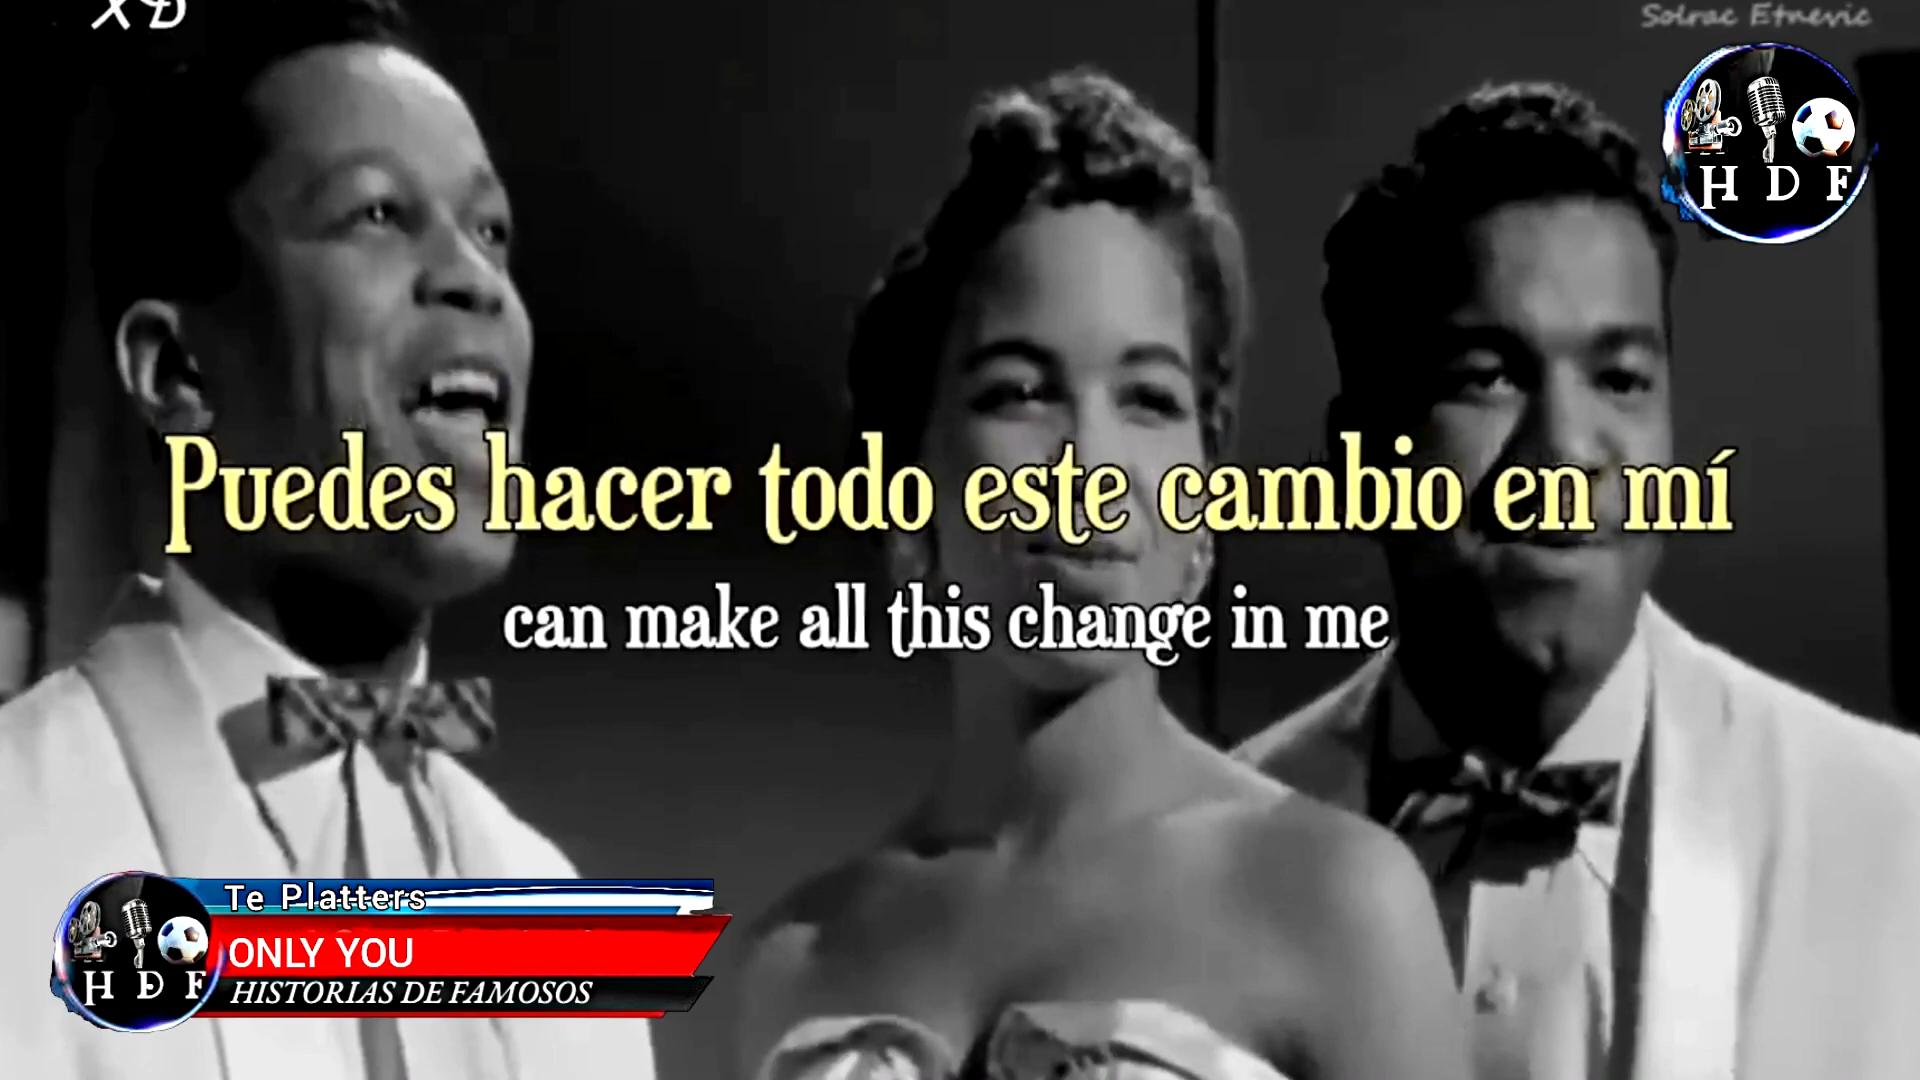 XD
Solrac Etnevic
H D F
Puedes hacer todo este cambio en mí
can make all this change in me
Te Platters
ONLY YOU
HISTORIAS DE FAMOSOS
H D F